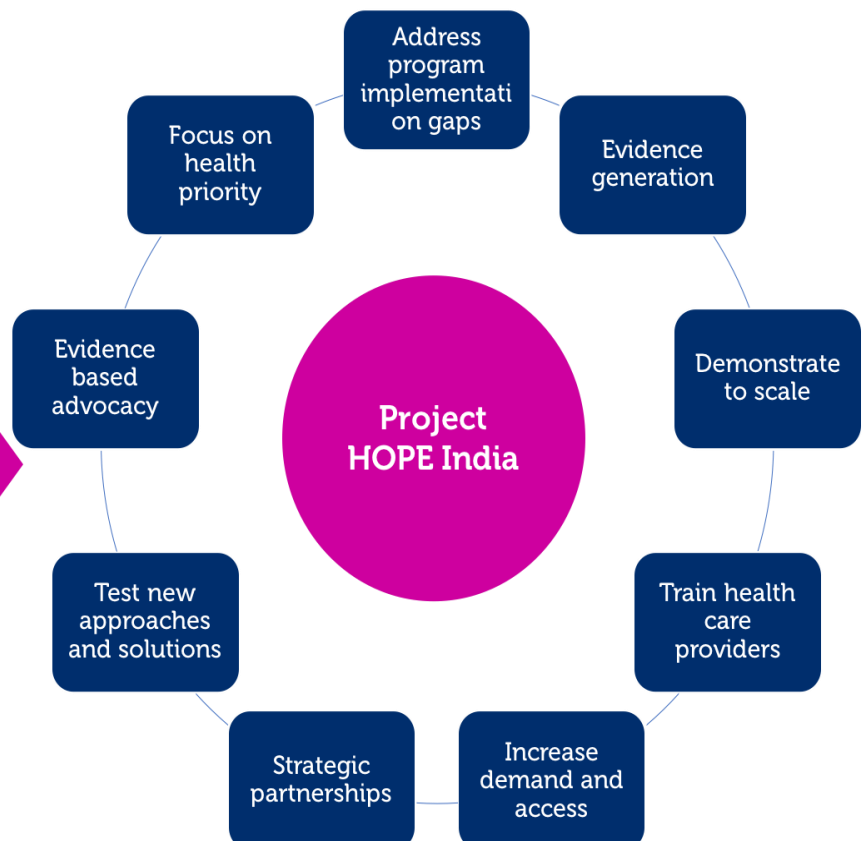 Address
program
implementati
on gaps
Evidence
generation
Demonstrate
to scale
Train health
care
providers
Increase
demand and
access
Strategic
partnerships
Test new
approaches
and solutions
Evidence
based
advocacy
Focus on
health
priority
Project
HOPE India